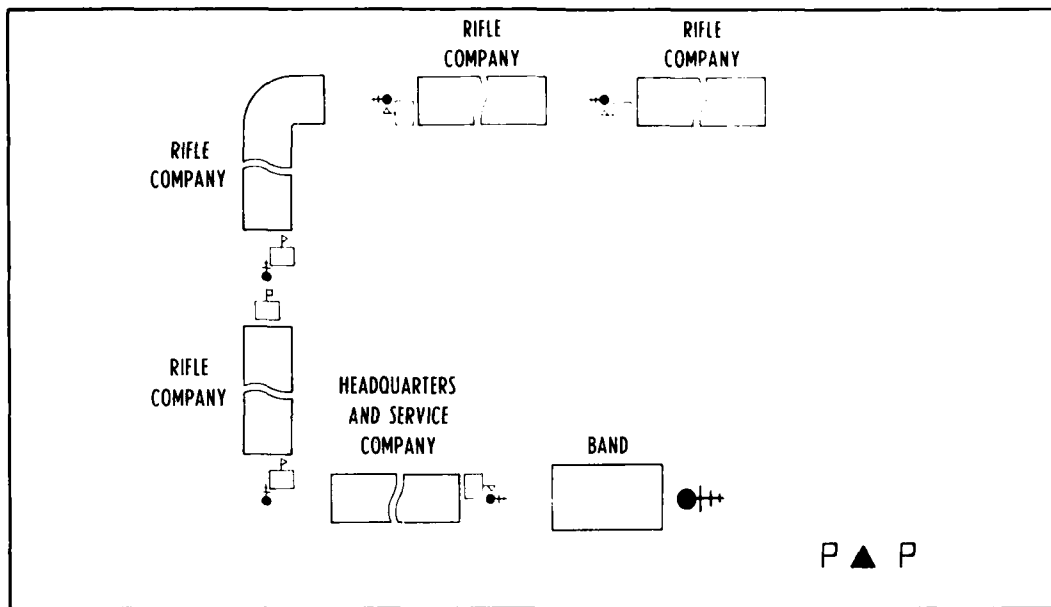 RIFLE
COMPANY
RIFLE
COMPANY
RIFLE
COMPANY
RIFLE
COMPANY
HEADQUARTERS
AND SERVICE
COMPANY
BAND